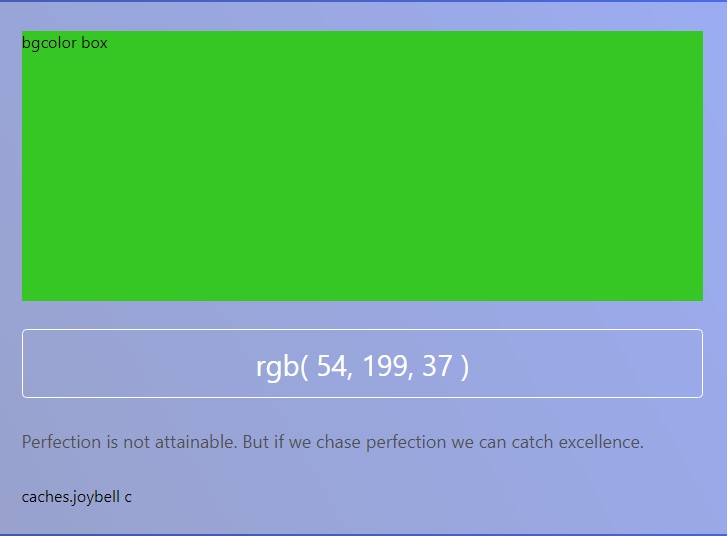 bgcolor box
rgb( 54, 199, 37 )
Perfection is not attainable. But if we chase perfection we can catch excellence.
caches.joybell c